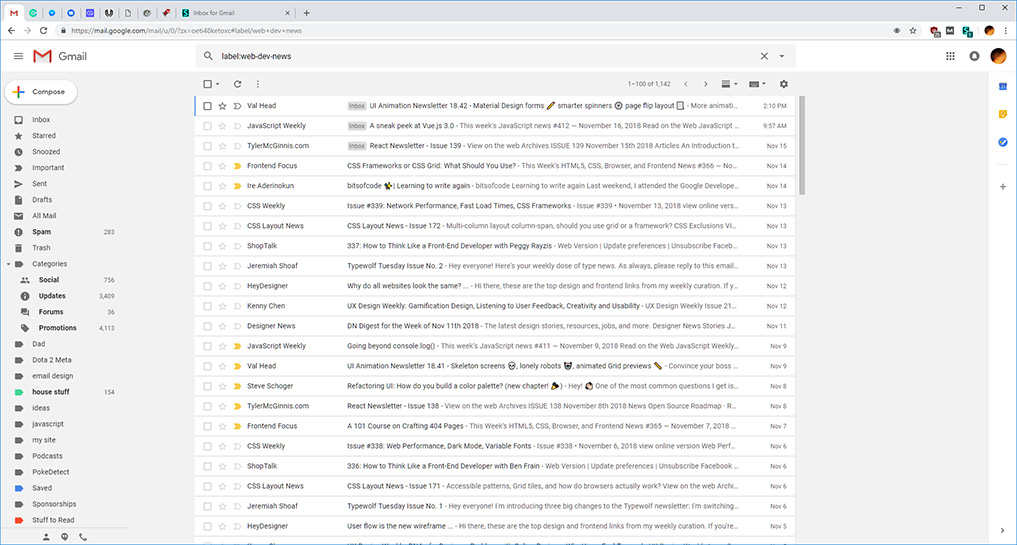 Inbox for Gmail
https://mail.google.com/mail/u/0/?zx=oeti48ketoxc#label/web+dev+news
Gmail
label:web-dev-news
Compose
1–100 of 1,142
Inbox
Starred
Snoozed
Important
Sent
Drafts
All Mail
Spam 283
Trash
Categories
Social 756
Updates 3,409
Forums 36
Promotions 4,113
Dad
Dota 2 Meta
email design
house stuff 154
ideas
javascript
my site
Podcasts
PokeDetect
Saved
Sponsorships
Stuff to Read
Val Head Inbox UI Animation Newsletter 18.42 - Material Design forms smarter spinners page flip layout - More animati… 2:10 PM
JavaScript Weekly Inbox A sneak peek at Vue.js 3.0 - This week's JavaScript news #412 — November 16, 2018 Read on the Web JavaScript … 9:57 AM
TylerMcGinnis.com Inbox React Newsletter - Issue 139 - View on the web Archives ISSUE 139 November 15th 2018 Articles An Introduction t… Nov 15
Frontend Focus CSS Frameworks or CSS Grid: What Should You Use? - This Week's HTML5, CSS, Browser, and Frontend News #366 — No… Nov 14
Ire Aderinokun bitsofcode | Learning to write again - bitsofcode Learning to write again Last weekend, I attended the Google Develope… Nov 14
CSS Weekly Issue #339: Network Performance, Fast Load Times, CSS Frameworks - Issue #339 • November 13, 2018 view online versi… Nov 13
CSS Layout News CSS Layout News - Issue 172 - Multi-column layout column-span, should you use grid or a framework? CSS Exclusions Vi… Nov 13
ShopTalk 337: How to Think Like a Front-End Developer with Peggy Rayzis - Web Version | Update preferences | Unsubscribe Faceb… Nov 13
Jeremiah Shoaf Typewolf Tuesday Issue No. 2 - Hey everyone! Here's your weekly dose of type news. As always, please reply to this email… Nov 13
HeyDesigner Why do all websites look the same? ... - Hi there, these are the top design and frontend links from my weekly curation. If y… Nov 12
Kenny Chen UX Design Weekly: Gamification Design, Listening to User Feedback, Creativity and Usability - UX Design Weekly Issue 21… Nov 12
Designer News DN Digest for the Week of Nov 11th 2018 - The latest design stories, resources, jobs, and more. Designer News Stories J… Nov 11
JavaScript Weekly Going beyond console.log() - This week's JavaScript news #411 — November 9, 2018 Read on the Web JavaScript Weekly… Nov 9
Val Head UI Animation Newsletter 18.41 - Skeleton screens , lonely robots , animated Grid previews - Convince your boss … Nov 9
Steve Schoger Refactoring UI: How do you build a color palette? (new chapter! ) - Hey! One of the most common questions I get is… Nov 8
TylerMcGinnis.com React Newsletter - Issue 138 - View on the web Archives ISSUE 138 November 8th 2018 News Open Source Roadmap · R… Nov 8
Frontend Focus A 101 Course on Crafting 404 Pages - This Week's HTML5, CSS, Browser, and Frontend News #365 — November 7, 2018 … Nov 7
CSS Weekly Issue #338: Web Performance, Dark Mode, Variable Fonts - Issue #338 • November 6, 2018 view online version Web Perf… Nov 6
ShopTalk 336: How to Think Like a Front-End Developer with Ben Frain - Web Version | Update preferences | Unsubscribe Facebook … Nov 6
CSS Layout News CSS Layout News - Issue 171 - Accessible patterns, Grid tiles, and how do browsers actually work? View on the web Archi… Nov 6
Jeremiah Shoaf Typewolf Tuesday Issue No. 1 - Hey everyone! I'm introducing three big changes to the Typewolf newsletter: I'm switching… Nov 6
HeyDesigner User flow is the new wireframe ... - Hi there, these are the top design and frontend links from my weekly curation. If you're… Nov 5